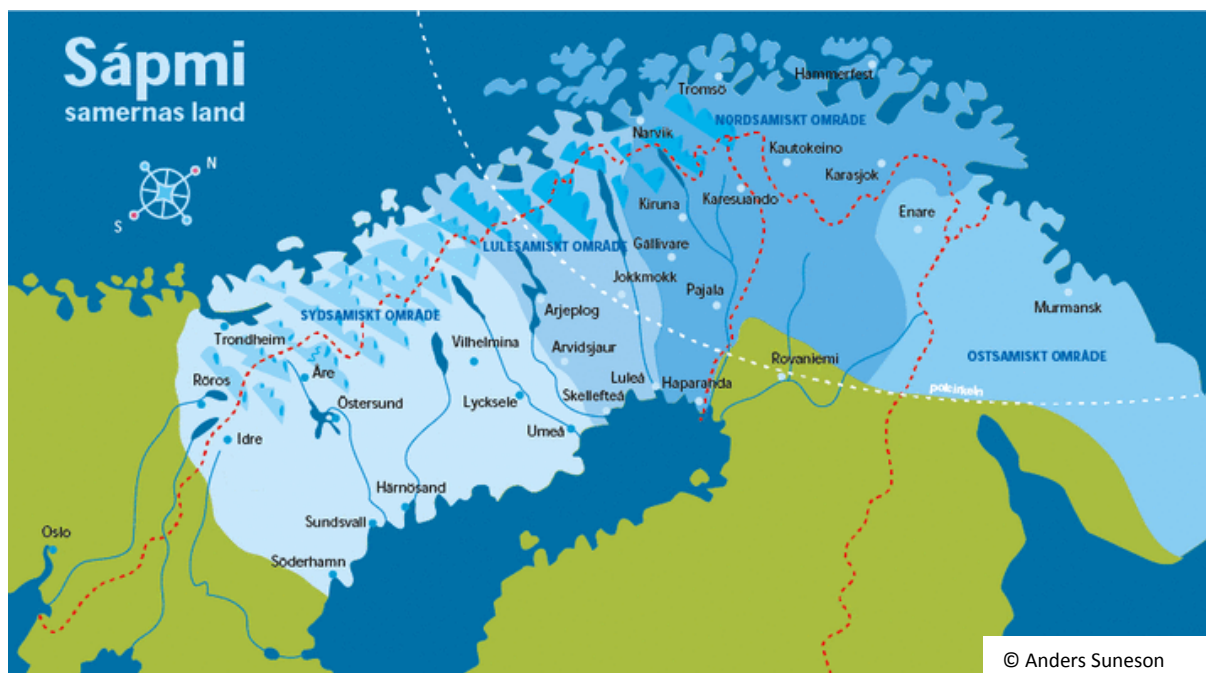 Sápmi
samernas land
N
S
Hammerfest
Tromsö
NORDSAMISKT OMRÅDE
Narvik
Kautokeino
Karasjok
Kiruna
Karesuando
Enare
LULESAMISKT OMRÅDE
Gällivare
Jokkmokk
Pajala
Murmansk
Arjeplog
SYDSAMISKT OMRÅDE
Trondheim
Vilhelmina
Arvidsjaur
Rovaniemi
ÖSTSAMISKT OMRÅDE
Röros
Åre
Luleå
Haparanda
polcirkeln
Östersund
Lycksele
Skellefteå
Idre
Umeå
Härnösand
Oslo
Sundsvall
Söderhamn
© Anders Suneson